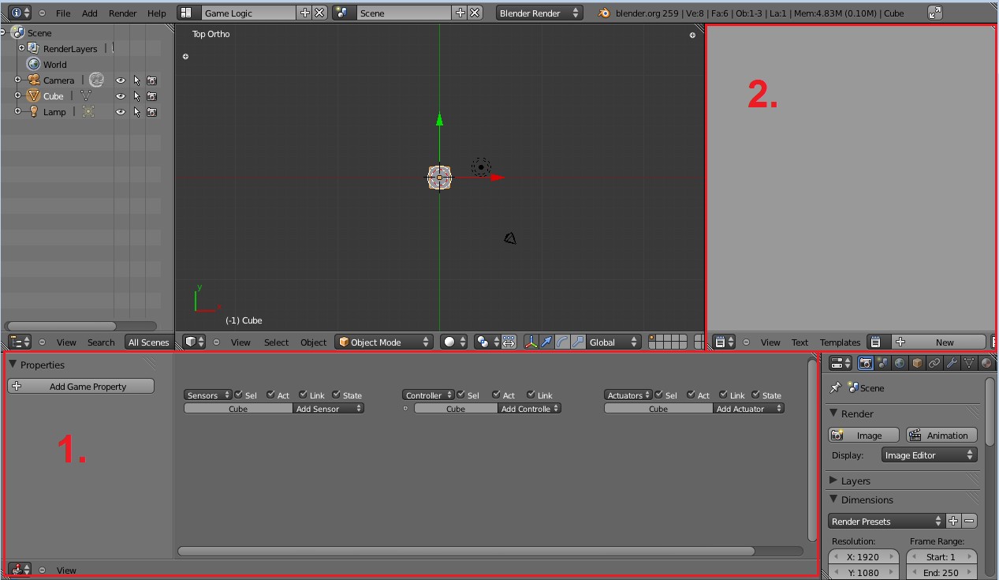 File Add Render Help Game Logic Scene Blender Render blender.org 259 | Ve:8 | Fa:6 | Ob:1-3 | La:1 | Mem:4.83M (0.10M) | Cube
Scene
RenderLayers |
World
Camera |
Cube |
Lamp |
View Search All Scenes
Top Ortho
y
x
(-1) Cube
View Select Object Object Mode Global
2.
View Text Templates New
Properties
Add Game Property
1.
Sensors Sel Act Link State
Cube Add Sensor
Controller Sel Act Link
Cube Add Controlle
Actuators Sel Act Link State
Cube Add Actuator
View
Scene
Render
Image Animation
Display: Image Editor
Layers
Dimensions
Render Presets
Resolution: Frame Range:
X: 1920 Start: 1
Y: 1080 End: 250